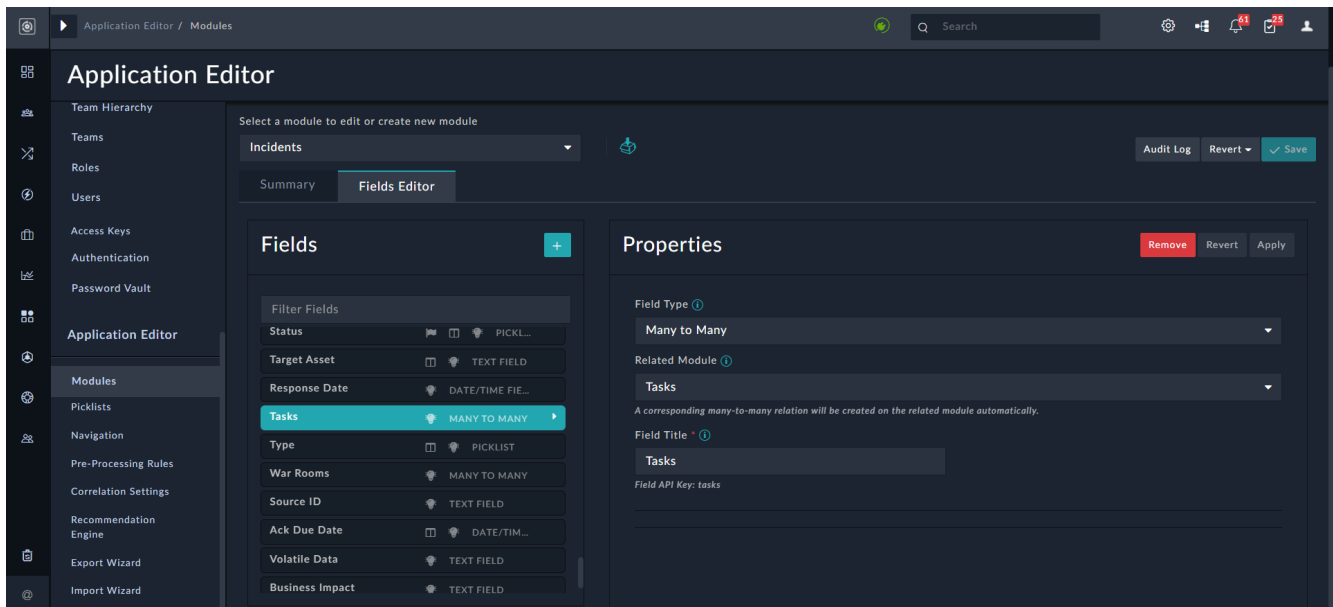 Application Editor / Modules
Search
61
25
Application Editor
Team Hierarchy
Teams
Roles
Users
Access Keys
Authentication
Password Vault
Application Editor
Modules
Picklists
Navigation
Pre-Processing Rules
Correlation Settings
Recommendation
Engine
Export Wizard
Import Wizard
@
Select a module to edit or create new module
Incidents
Audit Log
Revert
Save
Summary
Fields Editor
Fields
+
Filter Fields
Status PICKL...
Target Asset TEXT FIELD
Response Date DATE/TIME FIE...
Tasks MANY TO MANY
Type PICKLIST
War Rooms MANY TO MANY
Source ID TEXT FIELD
Ack Due Date DATE/TIM...
Volatile Data TEXT FIELD
Business Impact TEXT FIELD
Properties
Remove
Revert
Apply
Field Type
Many to Many
Related Module
Tasks
A corresponding many-to-many relation will be created on the related module automatically.
Field Title *
Tasks
Field API Key: tasks